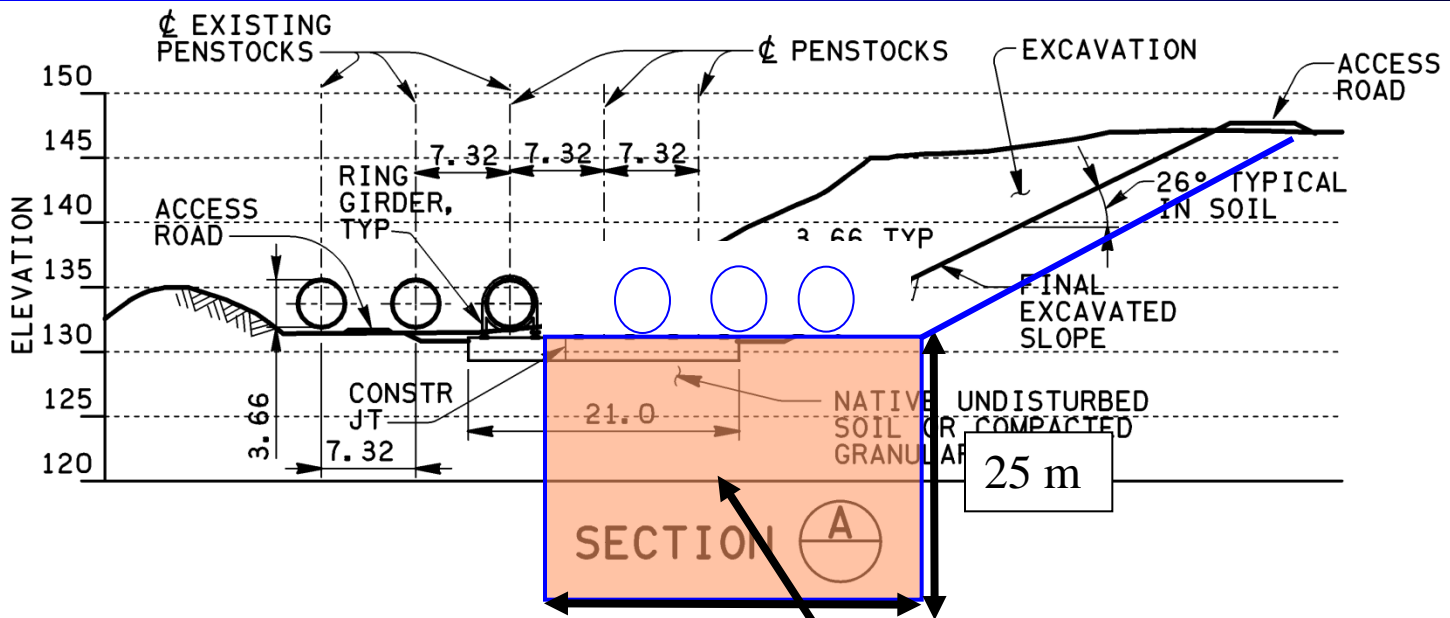 ℄ EXISTING
PENSTOCKS
℄ PENSTOCKS
EXCAVATION
ACCESS
ROAD
150
145
140
135
130
125
120
ELEVATION
7.32
7.32
7.32
RING
GIRDER,
TYP
ACCESS
ROAD
26° TYPICAL
IN SOIL
3.66 TYP
FINAL
EXCAVATED
SLOPE
3.66
7.32
CONSTR
JT
21.0
NATIVE UNDISTURBED
SOIL OR COMPACTED
GRANULAR
25 m
SECTION A